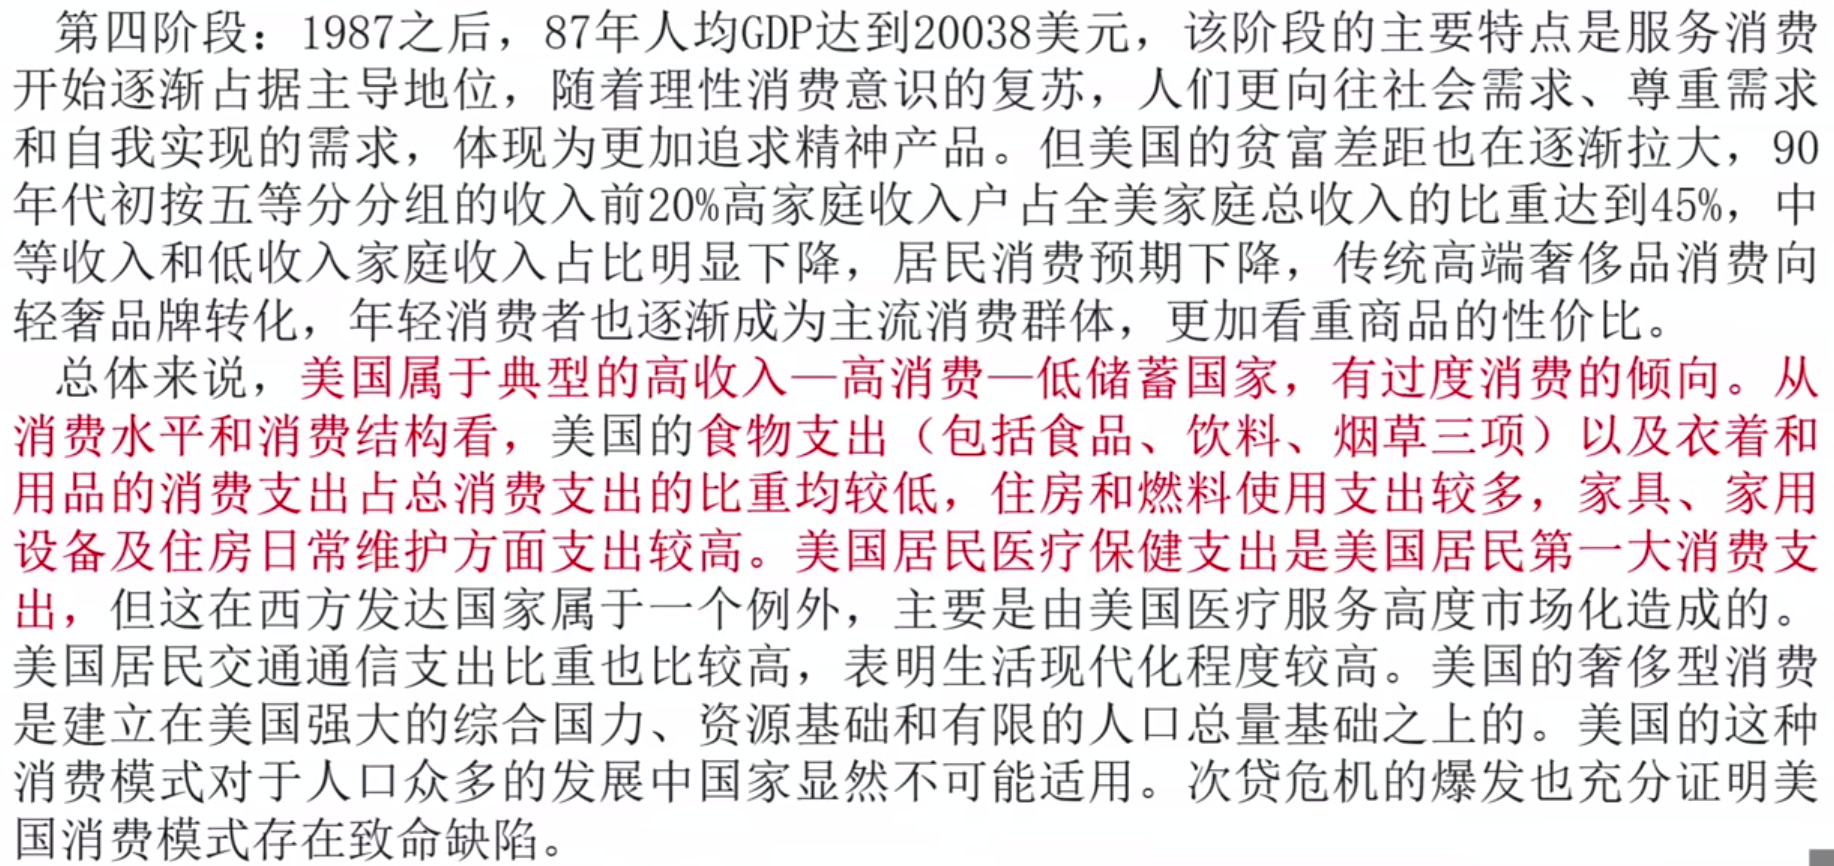 第四阶段：1987之后，87年人均GDP达到20038美元，该阶段的主要特点是服务消费
开始逐渐占据主导地位，随着理性消费意识的复苏，人们更向往社会需求、尊重需求
和自我实现的需求，体现为更加追求精神产品。但美国的贫富差距也在逐渐拉大，90
年代初按五等分分组的收入前20%高家庭收入户占全美家庭总收入的比重达到45%，中
等收入和低收入家庭收入占比明显下降，居民消费预期下降，传统高端奢侈品消费向
轻奢品牌转化，年轻消费者也逐渐成为主流消费群体，更加看重商品的性价比。
总体来说，美国属于典型的高收入—高消费—低储蓄国家，有过度消费的倾向。从
消费水平和消费结构看，美国的食物支出（包括食品、饮料、烟草三项）以及衣着和
用品的消费支出占总消费支出的比重均较低，住房和燃料使用支出较多，家具、家用
设备及住房日常维护方面支出较高。美国居民医疗保健支出是美国居民第一大消费支
出，但这在西方发达国家属于一个例外，主要是由美国医疗服务高度市场化造成的。
美国居民交通通信支出比重也比较高，表明生活现代化程度较高。美国的奢侈型消费
是建立在美国强大的综合国力、资源基础和有限的人口总量基础之上的。美国的这种
消费模式对于人口众多的发展中国家显然不可能适用。次贷危机的爆发也充分证明美
国消费模式存在致命缺陷。